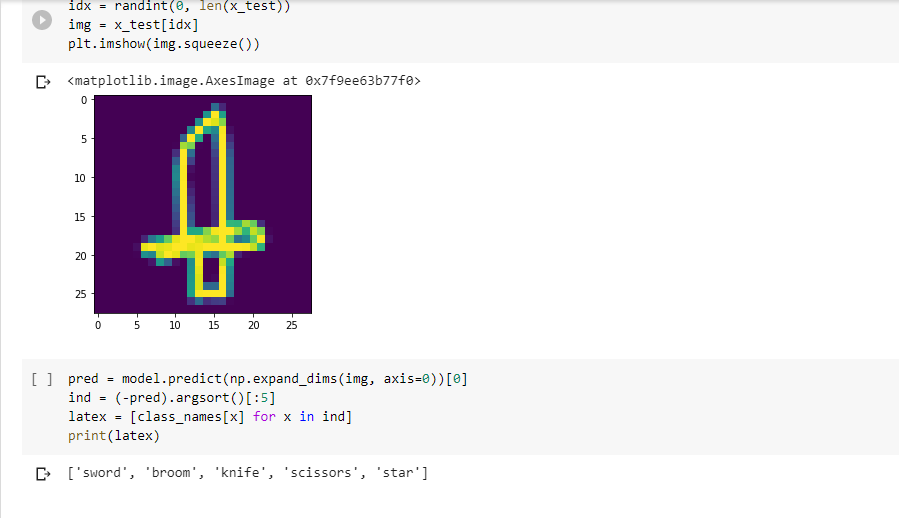 idx = randint(0, len(x_test))
img = x_test[idx]
plt.imshow(img.squeeze())
<matplotlib.image.AxesImage at 0x7f9ee63b77f0>
0
5
10
15
20
25
0 5 10 15 20 25
[ ] pred = model.predict(np.expand_dims(img, axis=0))[0]
ind = (-pred).argsort()[:5]
latex = [class_names[x] for x in ind]
print(latex)
['sword', 'broom', 'knife', 'scissors', 'star']